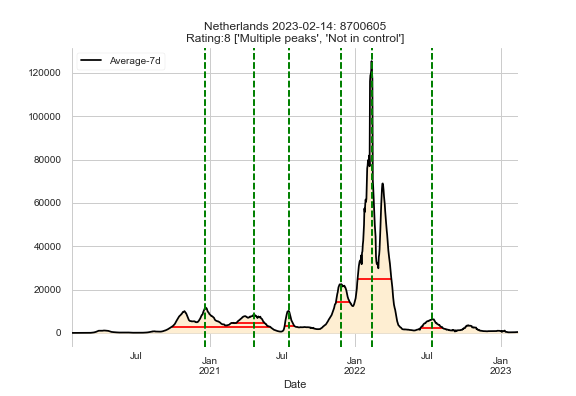 Netherlands 2023-02-14: 8700605
Rating:8 ['Multiple peaks', 'Not in control']
Average-7d
120000
100000
80000
60000
40000
20000
0
Jul
Jan
2021
Jul
Jan
2022
Jul
Jan
2023
Date